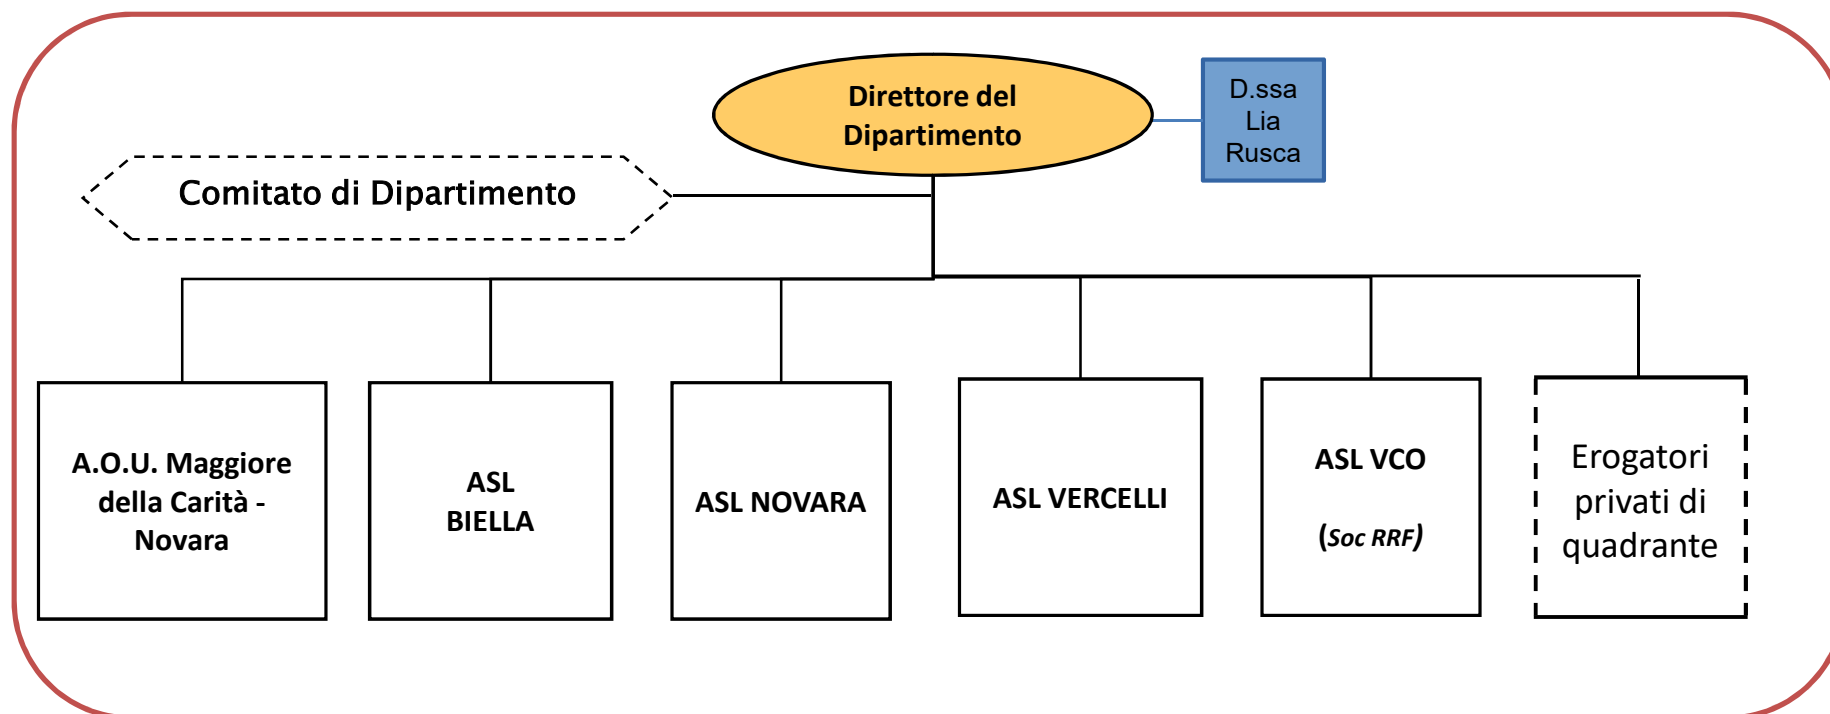 Direttore del
Dipartimento
D.ssa
Lia
Rusca
Comitato di Dipartimento
A.O.U. Maggiore
della Carità -
Novara
ASL
BIELLA
ASL NOVARA
ASL VERCELLI
ASL VCO
(Soc RRF)
Erogatori
privati di
quadrante